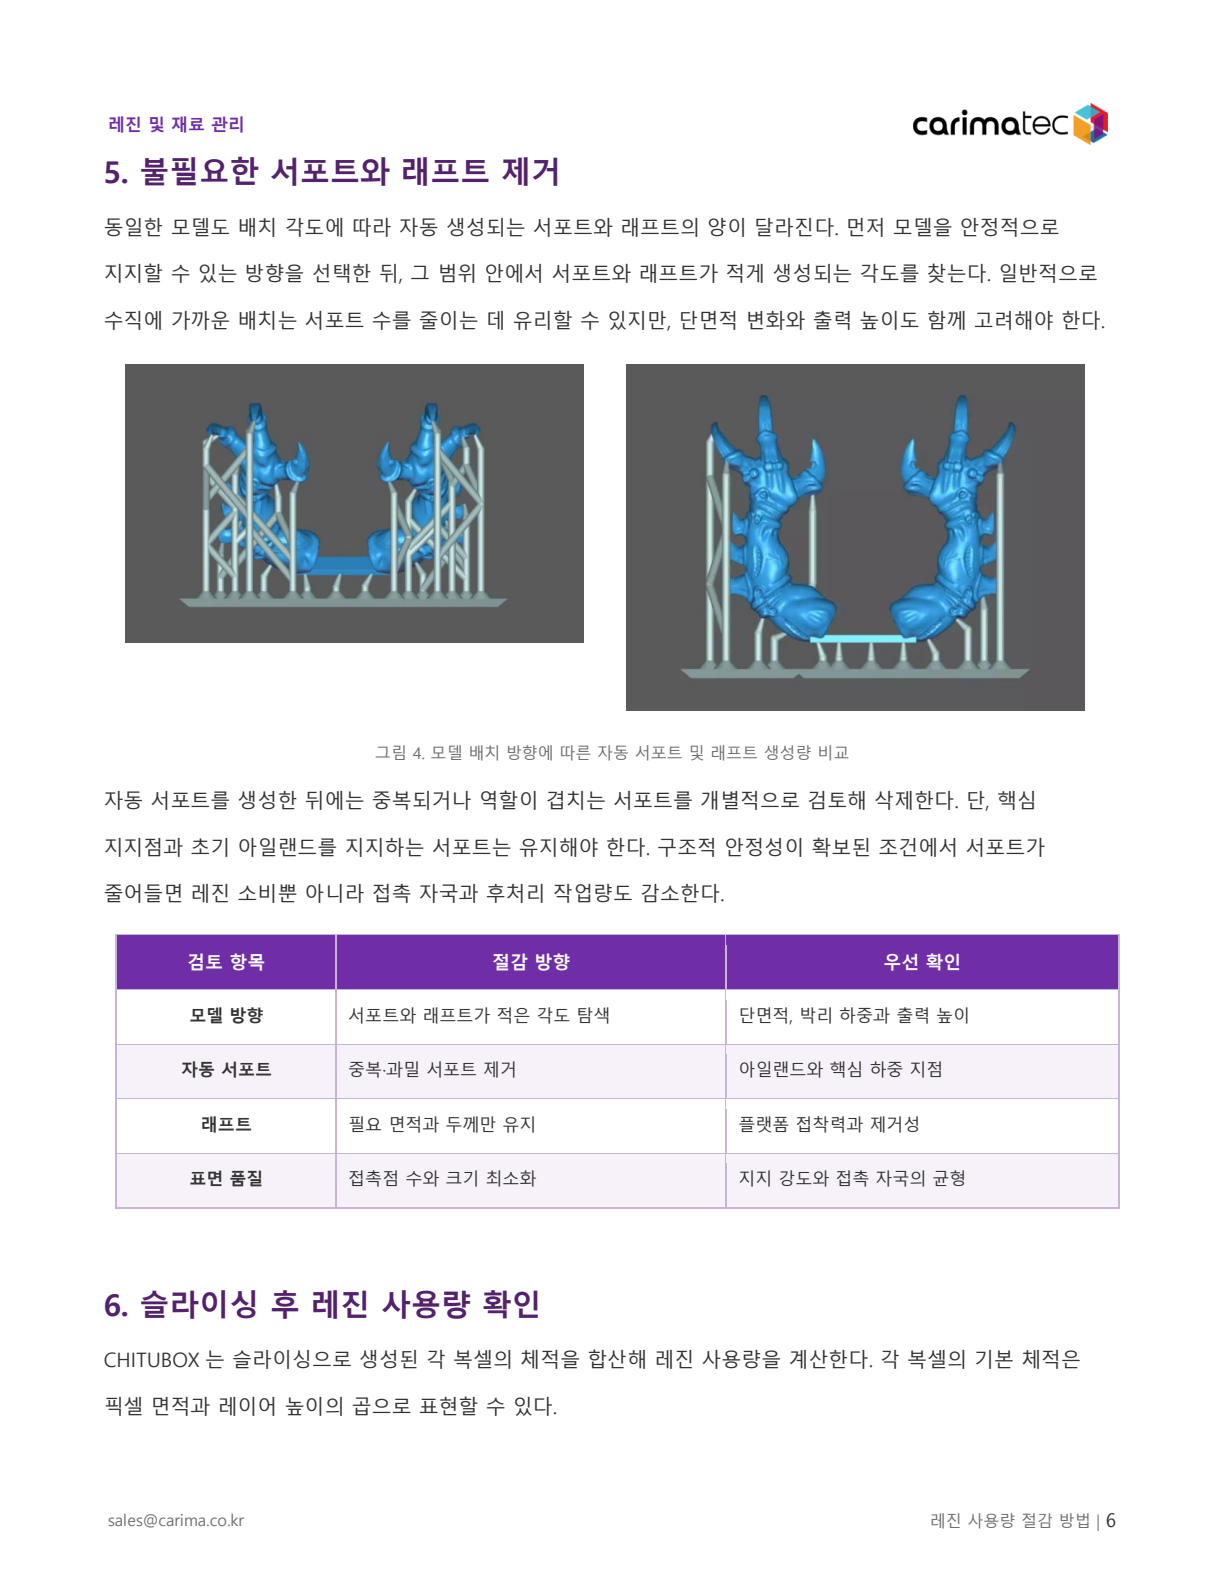 레진 및 재료 관리
carimatec
5. 불필요한 서포트와 래프트 제거
동일한 모델도 배치 각도에 따라 자동 생성되는 서포트와 래프트의 양이 달라진다. 먼저 모델을 안정적으로
지지할 수 있는 방향을 선택한 뒤, 그 범위 안에서 서포트와 래프트가 적게 생성되는 각도를 찾는다. 일반적으로
수직에 가까운 배치는 서포트 수를 줄이는 데 유리할 수 있지만, 단면적 변화와 출력 높이도 함께 고려해야 한다.
그림 4. 모델 배치 방향에 따른 자동 서포트 및 래프트 생성량 비교
자동 서포트를 생성한 뒤에는 중복되거나 역할이 겹치는 서포트를 개별적으로 검토해 삭제한다. 단, 핵심
지지점과 초기 아일랜드를 지지하는 서포트는 유지해야 한다. 구조적 안정성이 확보된 조건에서 서포트가
줄어들면 레진 소비뿐 아니라 접촉 자국과 후처리 작업량도 감소한다.
검토 항목 절감 방향 우선 확인
모델 방향 서포트와 래프트가 적은 각도 탐색 단면적, 박리 하중과 출력 높이
자동 서포트 중복·과밀 서포트 제거 아일랜드와 핵심 하중 지점
래프트 필요 면적과 두께만 유지 플랫폼 접착력과 제거성
표면 품질 접촉점 수와 크기 최소화 지지 강도와 접촉 자국의 균형
6. 슬라이싱 후 레진 사용량 확인
CHITUBOX 는 슬라이싱으로 생성된 각 복셀의 체적을 합산해 레진 사용량을 계산한다. 각 복셀의 기본 체적은
픽셀 면적과 레이어 높이의 곱으로 표현할 수 있다.
sales@carima.co.kr
레진 사용량 절감 방법 | 6